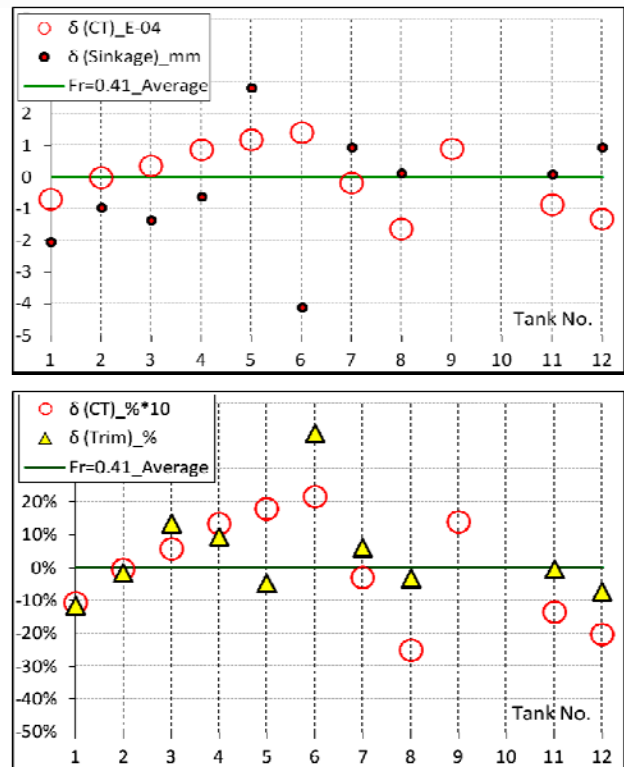 δ (CT)_E-04
δ (Sinkage)_mm
Fr=0.41_Average
2
1
0
-1
-2
-3
-4
-5
Tank No.
1 2 3 4 5 6 7 8 9 10 11 12
δ (CT)_%*10
δ (Trim)_%
Fr=0.41_Average
20%
10%
0%
-10%
-20%
-30%
-40%
-50%
Tank No.
1 2 3 4 5 6 7 8 9 10 11 12